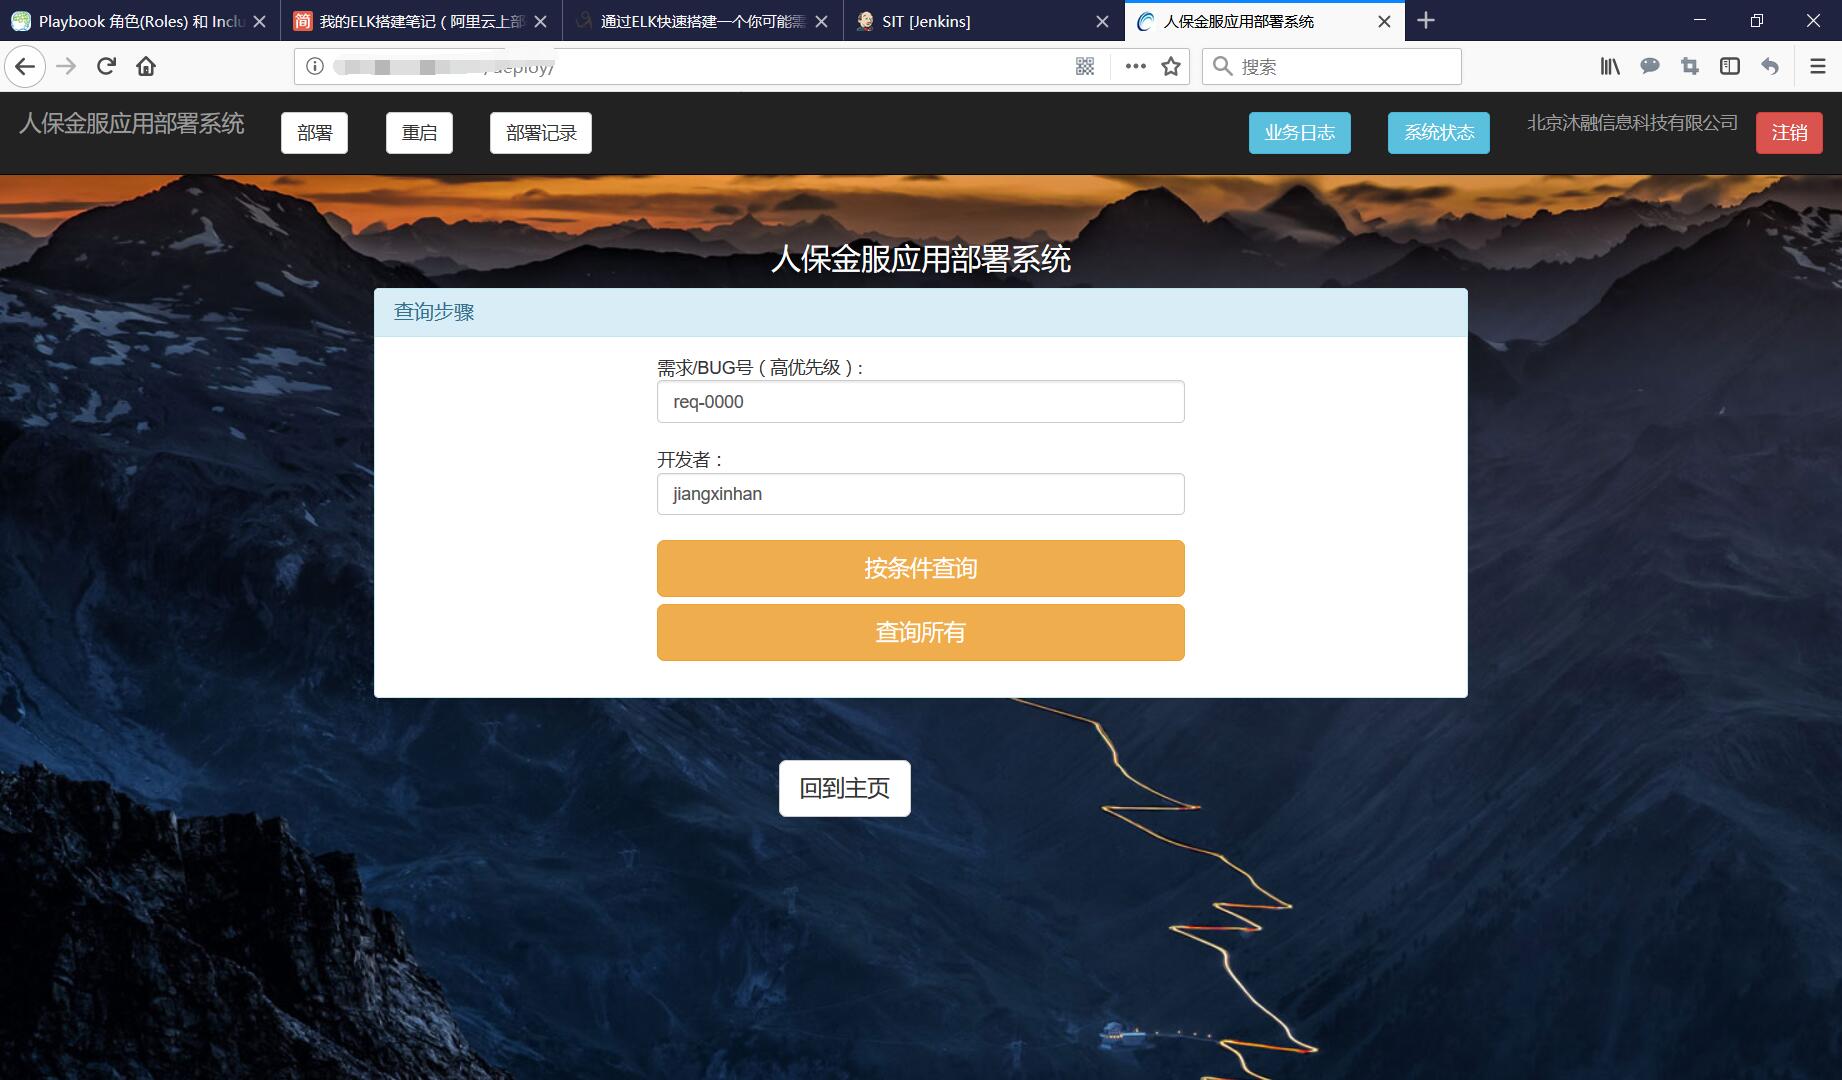 Playbook 角色(Roles) 和 Inclu
简 我的ELK搭建笔记（阿里云上部
通过ELK快速搭建一个你可能需
SIT [Jenkins]
人保金服应用部署系统
/deploy/
搜索
人保金服应用部署系统
部署
重启
部署记录
业务日志
系统状态
北京沐融信息科技有限公司
注销
人保金服应用部署系统
查询步骤
需求/BUG号（高优先级）:
req-0000
开发者：
jiangxinhan
按条件查询
查询所有
回到主页